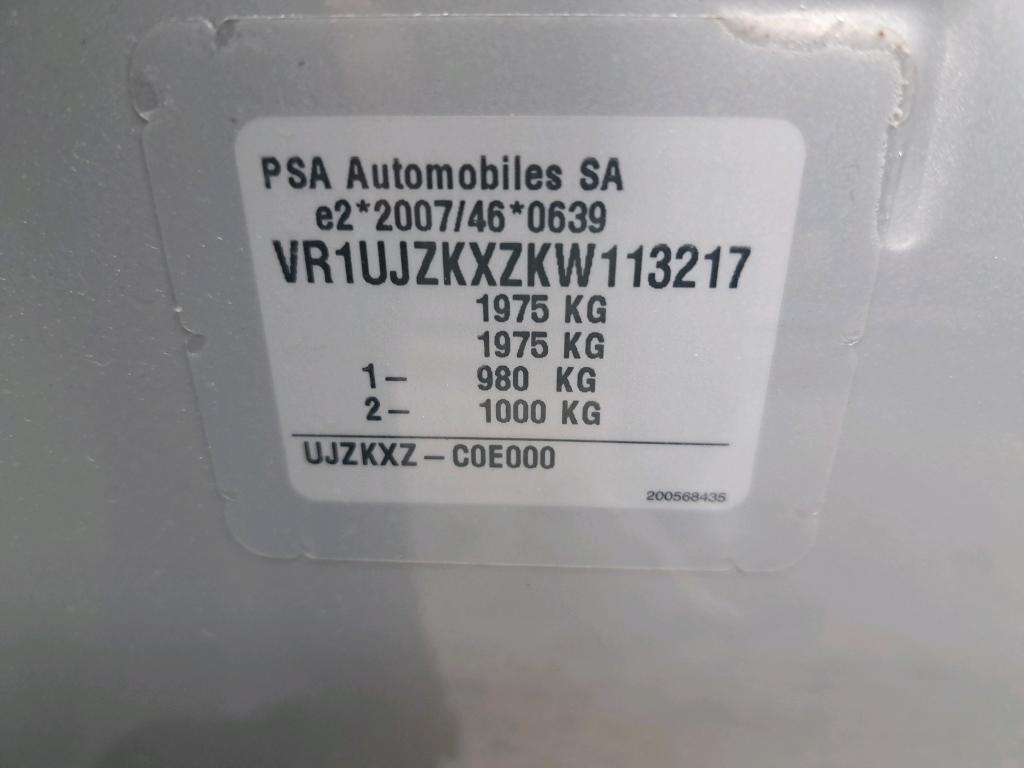 PSA Automobiles SA
e2*2007/46*0639
VR1UJZKXZKW113217
1975 KG
1975 KG
1- 980 KG
2- 1000 KG
UJZKXZ-C0E000
200568435